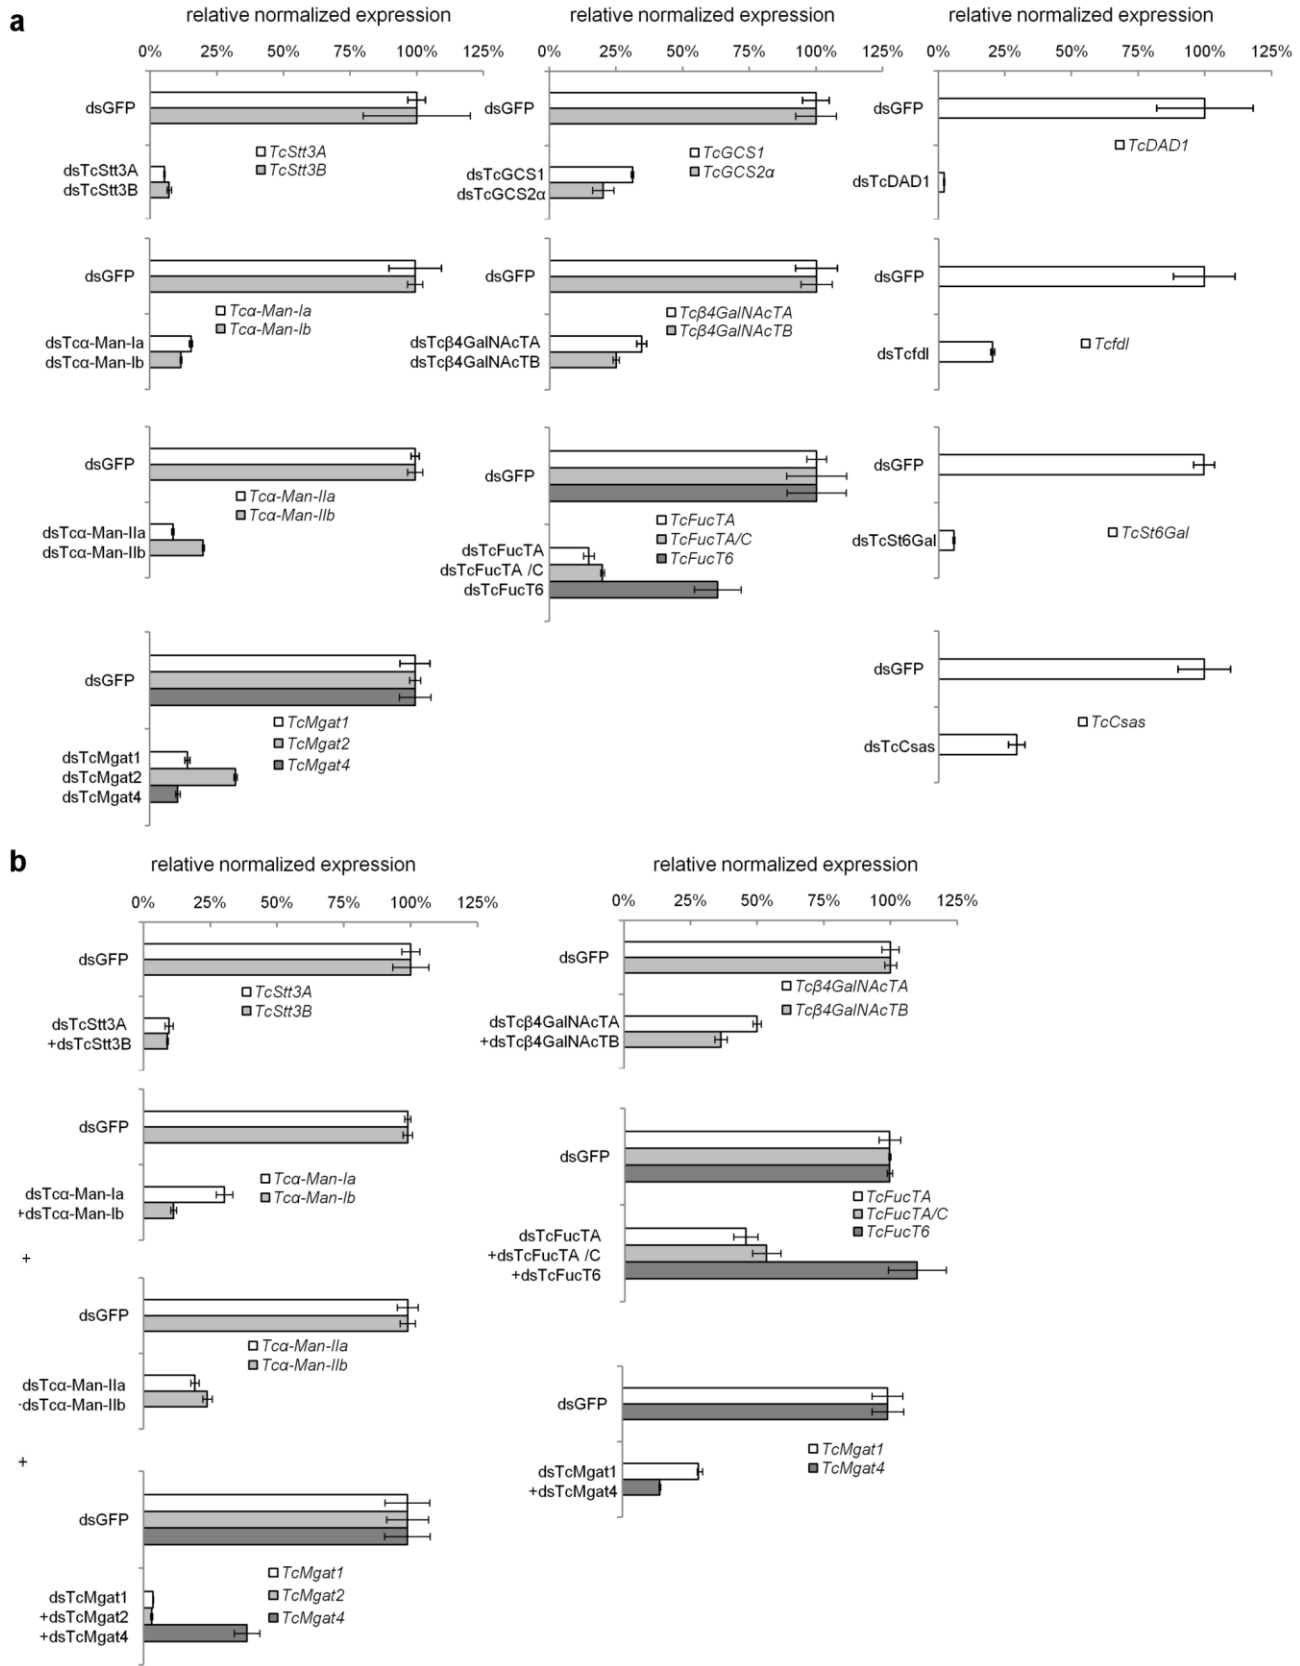 a
relative normalized expression
0% 25% 50% 75% 100% 125%
dsGFP
TcStt3A
TcStt3B
dsTcStt3A
dsTcStt3B
dsGFP
Tcα-Man-Ia
Tcα-Man-Ib
dsTcα-Man-Ia
dsTcα-Man-Ib
dsGFP
Tcα-Man-IIa
Tcα-Man-IIb
dsTcα-Man-IIa
dsTcα-Man-IIb
dsGFP
TcMgat1
TcMgat2
TcMgat4
dsTcMgat1
dsTcMgat2
dsTcMgat4
relative normalized expression
0% 25% 50% 75% 100% 125%
dsGFP
TcGCS1
TcGCS2α
dsTcGCS1
dsTcGCS2α
dsGFP
Tcβ4GalNAcTA
Tcβ4GalNAcTB
dsTcβ4GalNAcTA
dsTcβ4GalNAcTB
dsGFP
TcFucTA
TcFucTA/C
TcFucT6
dsTcFucTA
dsTcFucTA /C
dsTcFucT6
relative normalized expression
0% 25% 50% 75% 100% 125%
dsGFP
TcDAD1
dsTcDAD1
dsGFP
Tcfdl
dsTcfdl
dsGFP
TcSt6Gal
dsTcSt6Gal
dsGFP
TcCsas
dsTcCsas
b
relative normalized expression
0% 25% 50% 75% 100% 125%
dsGFP
TcStt3A
TcStt3B
dsTcStt3A
+dsTcStt3B
dsGFP
Tcα-Man-Ia
Tcα-Man-Ib
dsTcα-Man-Ia
+dsTcα-Man-Ib
+
dsGFP
Tcα-Man-IIa
Tcα-Man-IIb
dsTcα-Man-IIa
-dsTcα-Man-IIb
+
dsGFP
TcMgat1
TcMgat2
TcMgat4
dsTcMgat1
+dsTcMgat2
+dsTcMgat4
relative normalized expression
0% 25% 50% 75% 100% 125%
dsGFP
Tcβ4GalNAcTA
Tcβ4GalNAcTB
dsTcβ4GalNAcTA
+dsTcβ4GalNAcTB
dsGFP
TcFucTA
TcFucTA/C
TcFucT6
dsTcFucTA
+dsTcFucTA /C
+dsTcFucT6
dsGFP
TcMgat1
TcMgat4
dsTcMgat1
+dsTcMgat4